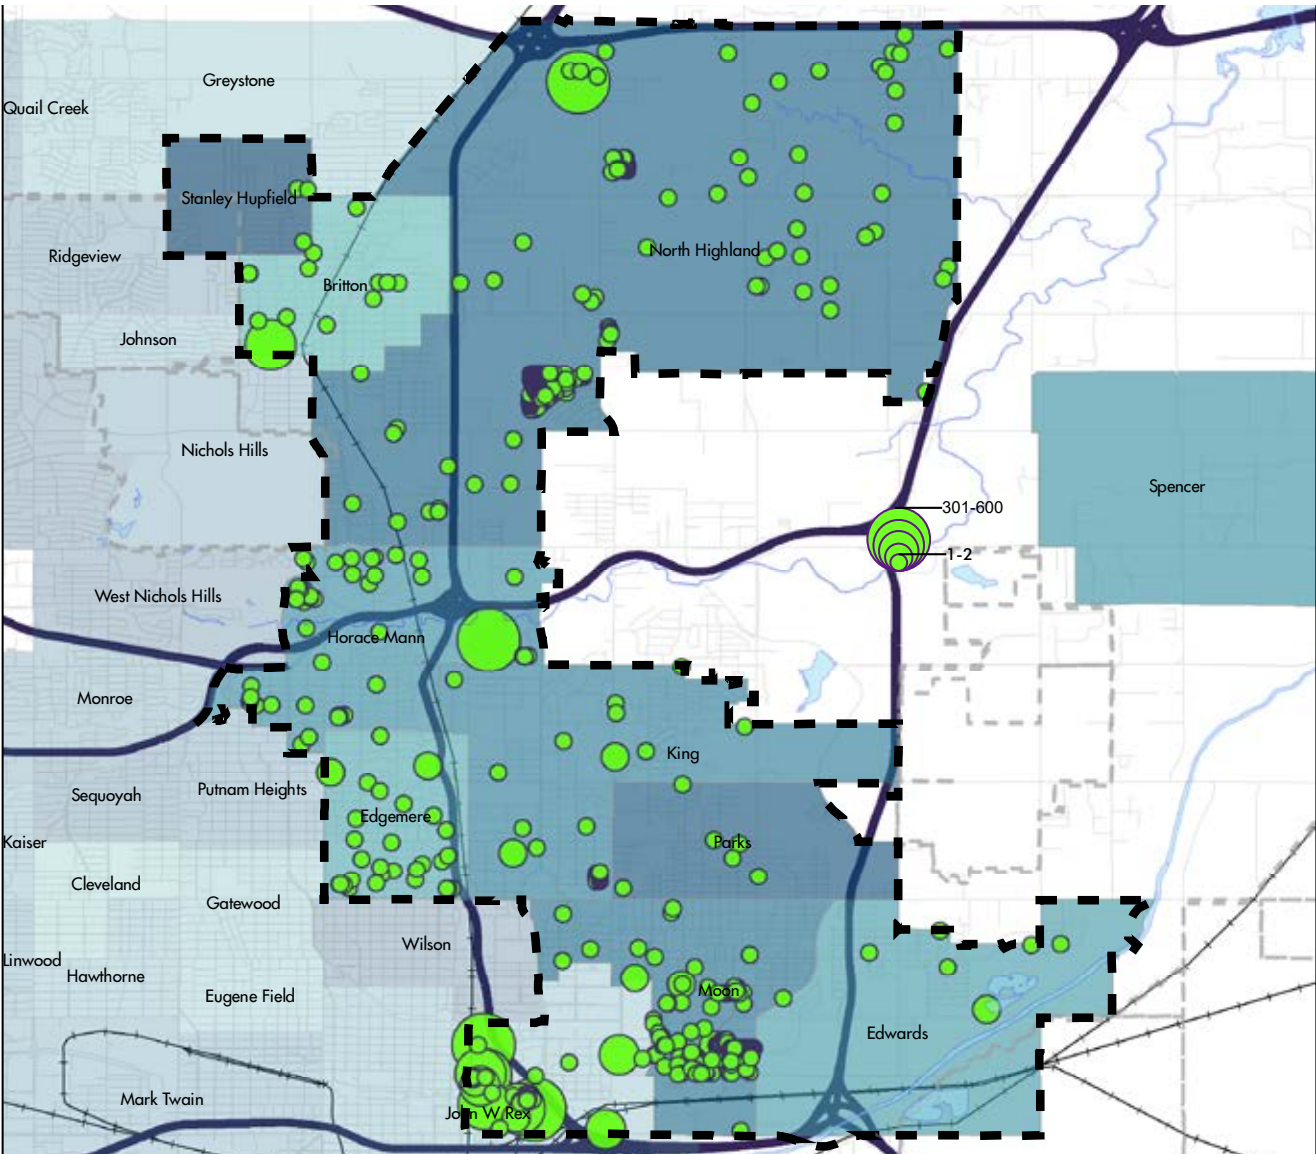 Greystone
Quail Creek
Stanley Hupfield
Ridgeview
North Highland
Britton
Johnson
Nichols Hills
Spencer
301-600
1-2
West Nichols Hills
Horace Mann
Monroe
King
Putnam Heights
Sequoyah
Edgemere
Kaiser
Parks
Cleveland
Gatewood
Wilson
Linwood
Hawthorne
Eugene Field
Moon
Edwards
Mark Twain
John W Rex